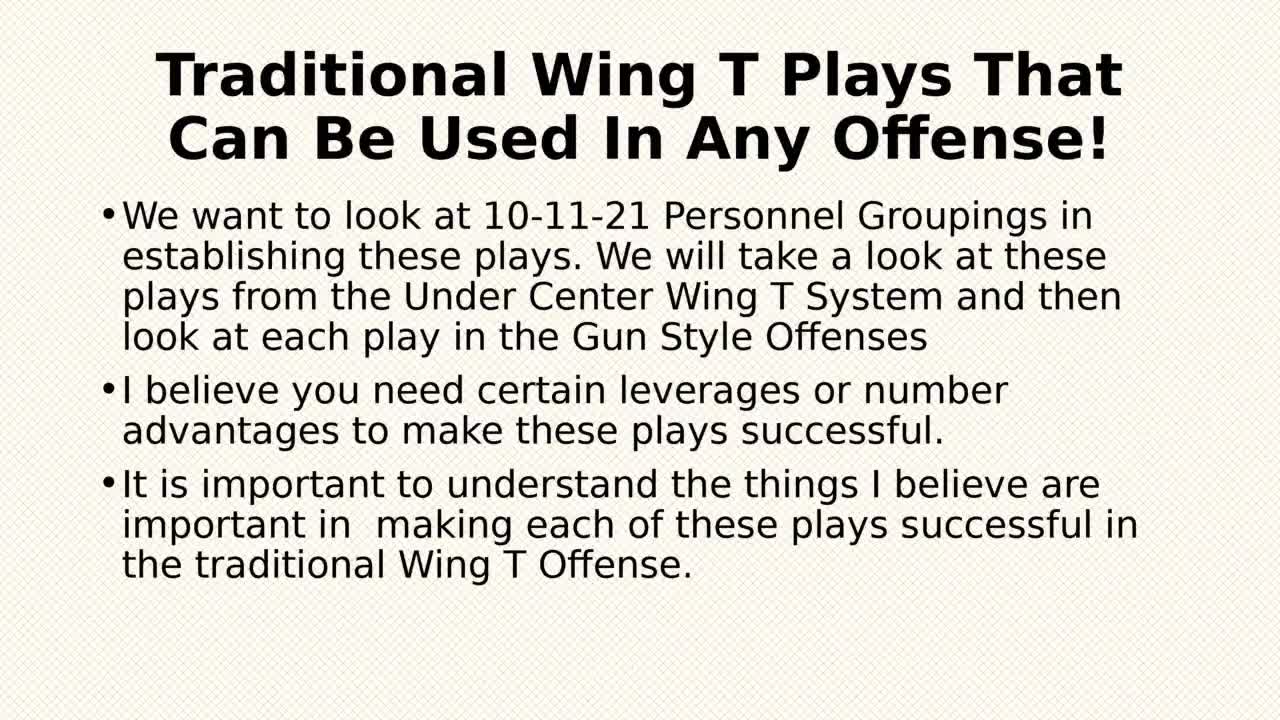 Traditional Wing T Plays That
Can Be Used In Any Offense!
•We want to look at 10-11-21 Personnel Groupings in
establishing these plays. We will take a look at these
plays from the Under Center Wing T System and then
look at each play in the Gun Style Offenses
•I believe you need certain leverages or number
advantages to make these plays successful.
•It is important to understand the things I believe are
important in  making each of these plays successful in
the traditional Wing T Offense.